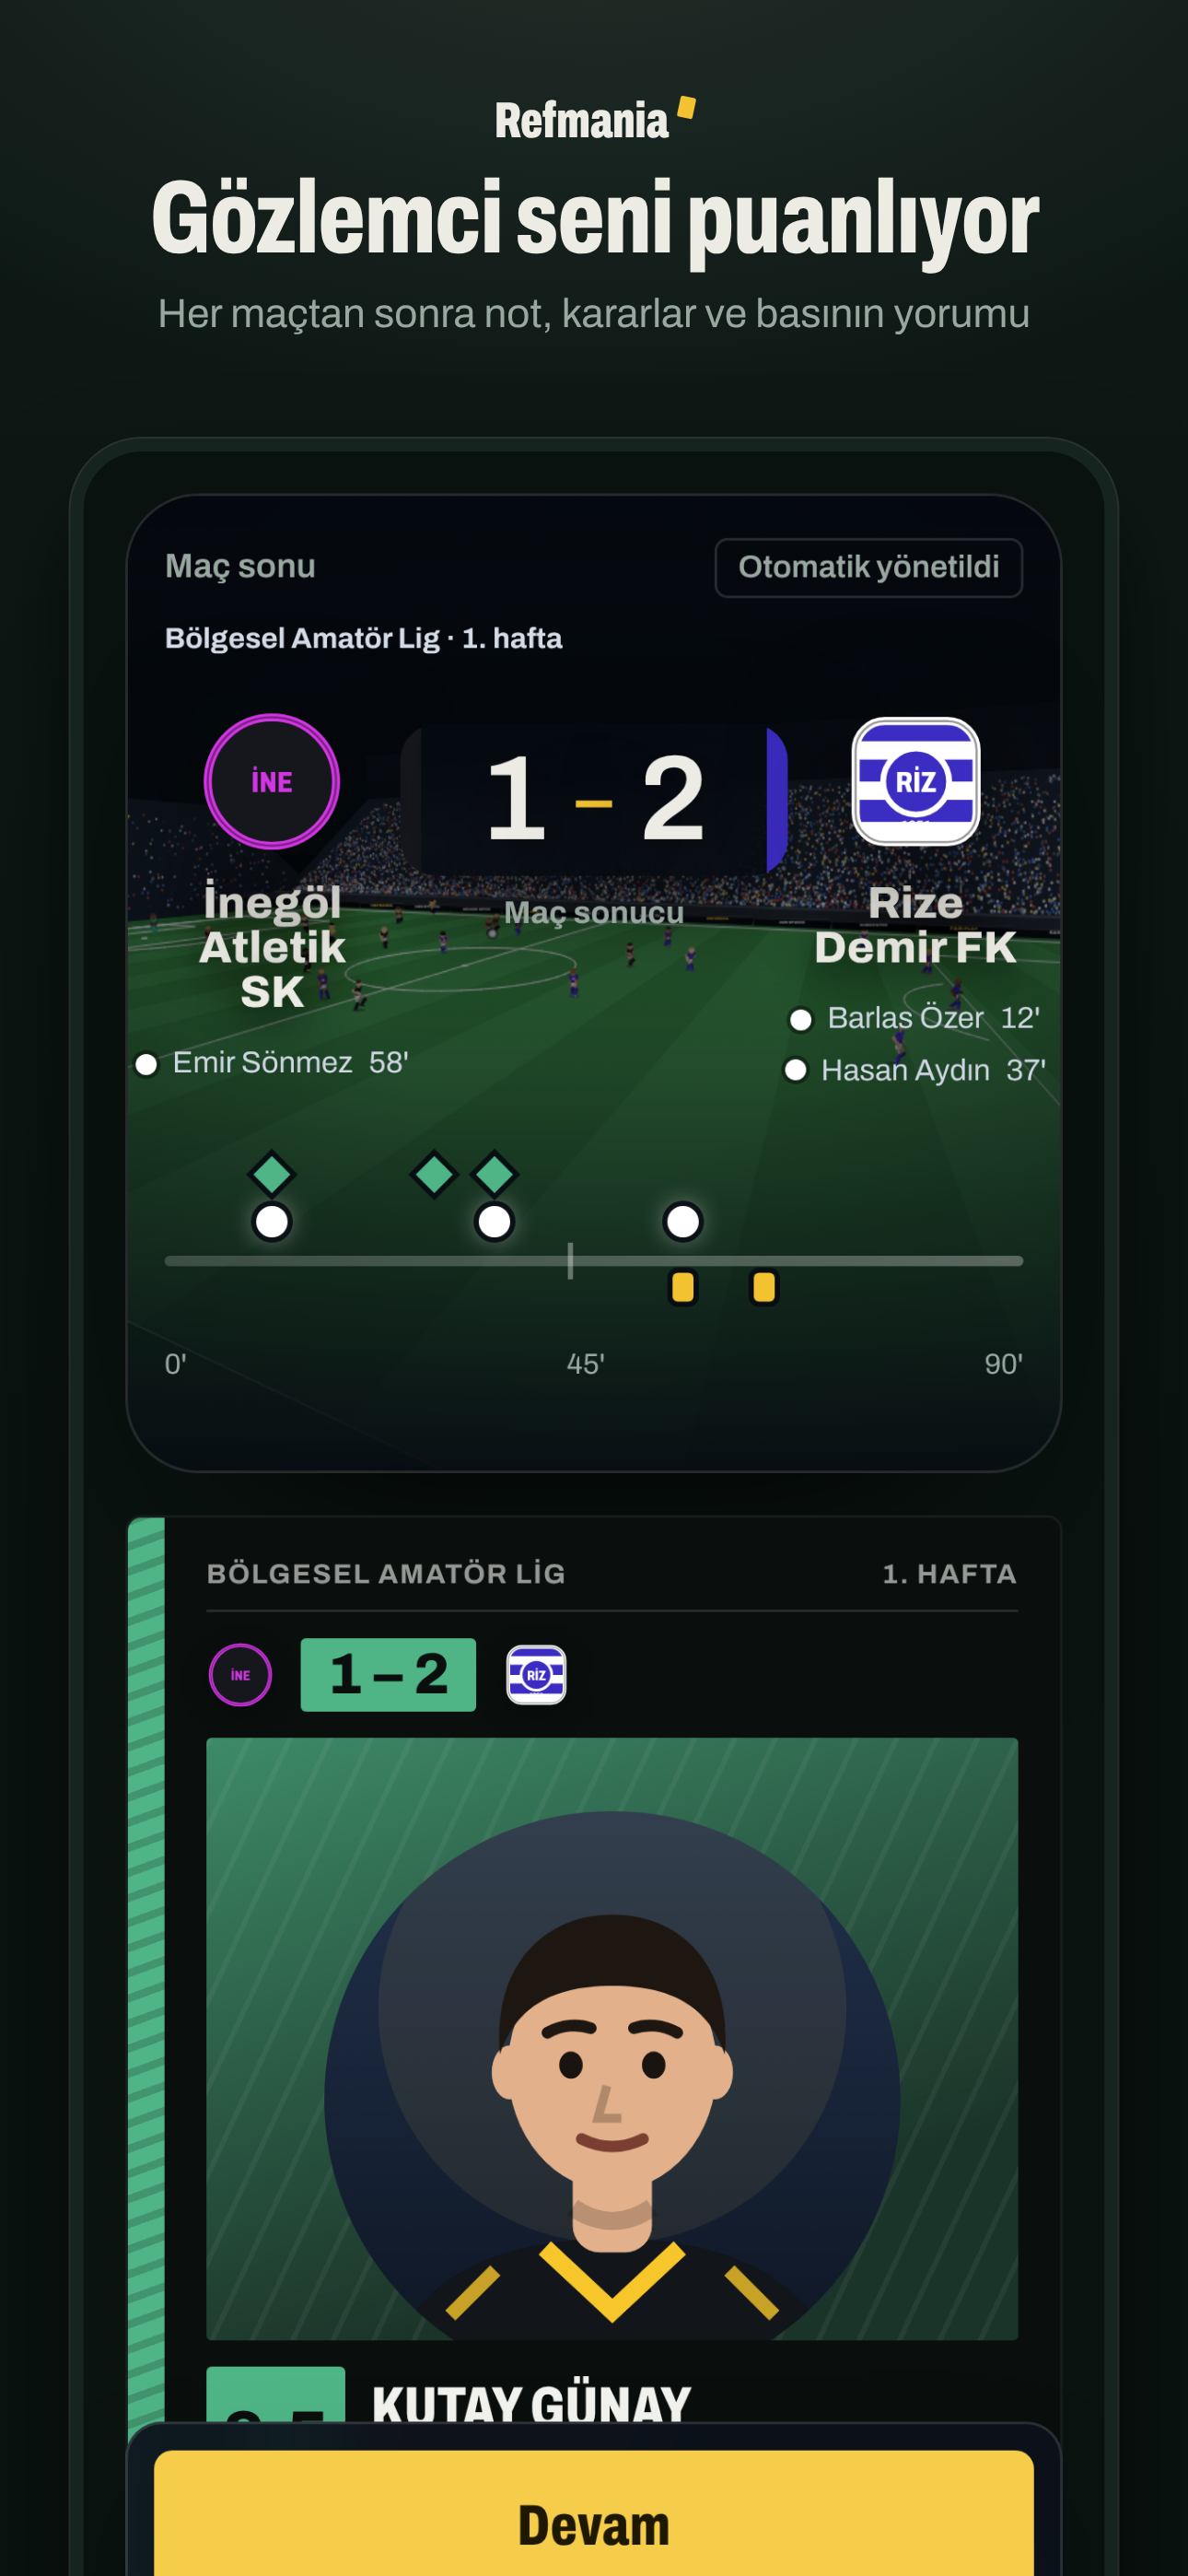 Refmania
Gözlemci seni puanlıyor
Her maçtan sonra not, kararlar ve basının yorumu
Maç sonu
Otomatik yönetildi
Bölgesel Amatör Lig · 1. hafta
İNE
1 – 2
RİZ
Maç sonucu
İnegöl
Atletik
SK
Rize
Demir FK
Emir Sönmez 58'
Barlas Özer 12'
Hasan Aydın 37'
0'
45'
90'
BÖLGESEL AMATÖR LİG
1. HAFTA
İNE
1 – 2
RİZ
KUTAY GÜNAY
Devam